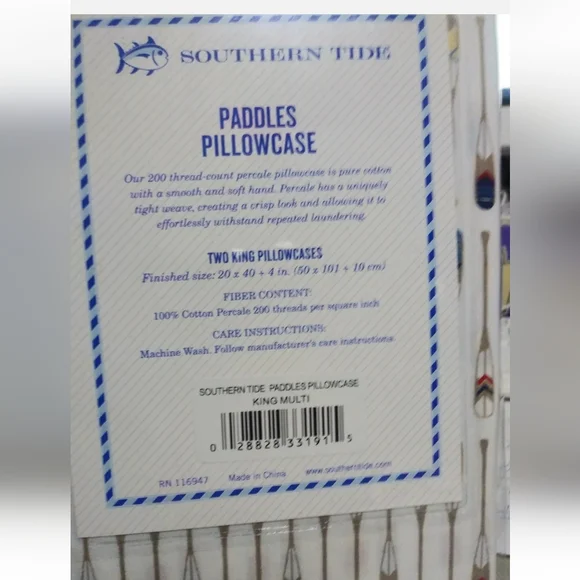 SOUTHERN TIDE
PADDLES
PILLOWCASE
Our 200 thread-count percale pillowcase is pure cotton
with a smooth and soft hand. Percale has a uniquely
tight weave, creating a crisp look and allowing it to
effortlessly withstand repeated laundering.
TWO KING PILLOWCASES
Finished size: 20 x 40 + 4 in. (50 x 101 + 10 cm)
FIBER CONTENT:
100% Cotton Percale 200 threads per square inch
CARE INSTRUCTIONS:
Machine Wash. Follow manufacturer's care instructions.
SOUTHERN TIDE PADDLES PILLOWCASE
KING MULTI
0 28828 33191 5
RN 116947 Made in China www.southerntide.com